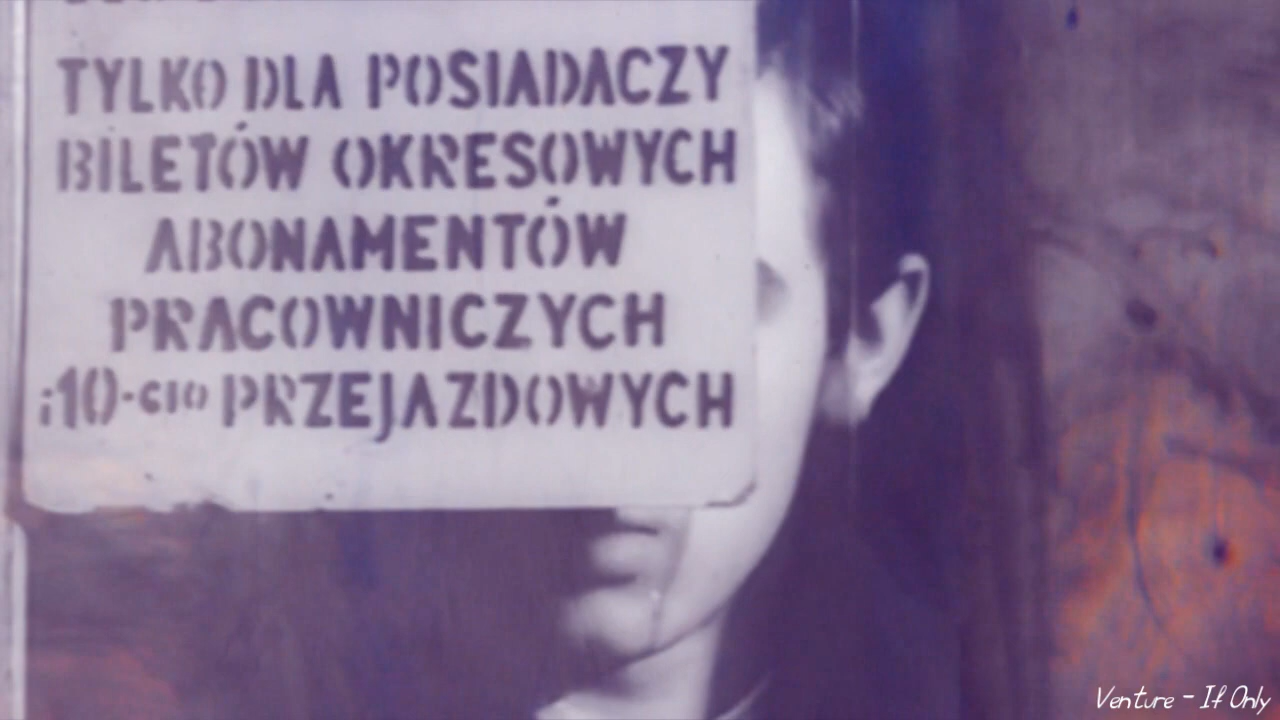 TYLKO DLA POSIADACZY
BILETÓW OKRESOWYCH
ABONAMENTÓW
PRACOWNICZYCH
i 10-cio PRZEJAZDOWYCH
Venture - If Only